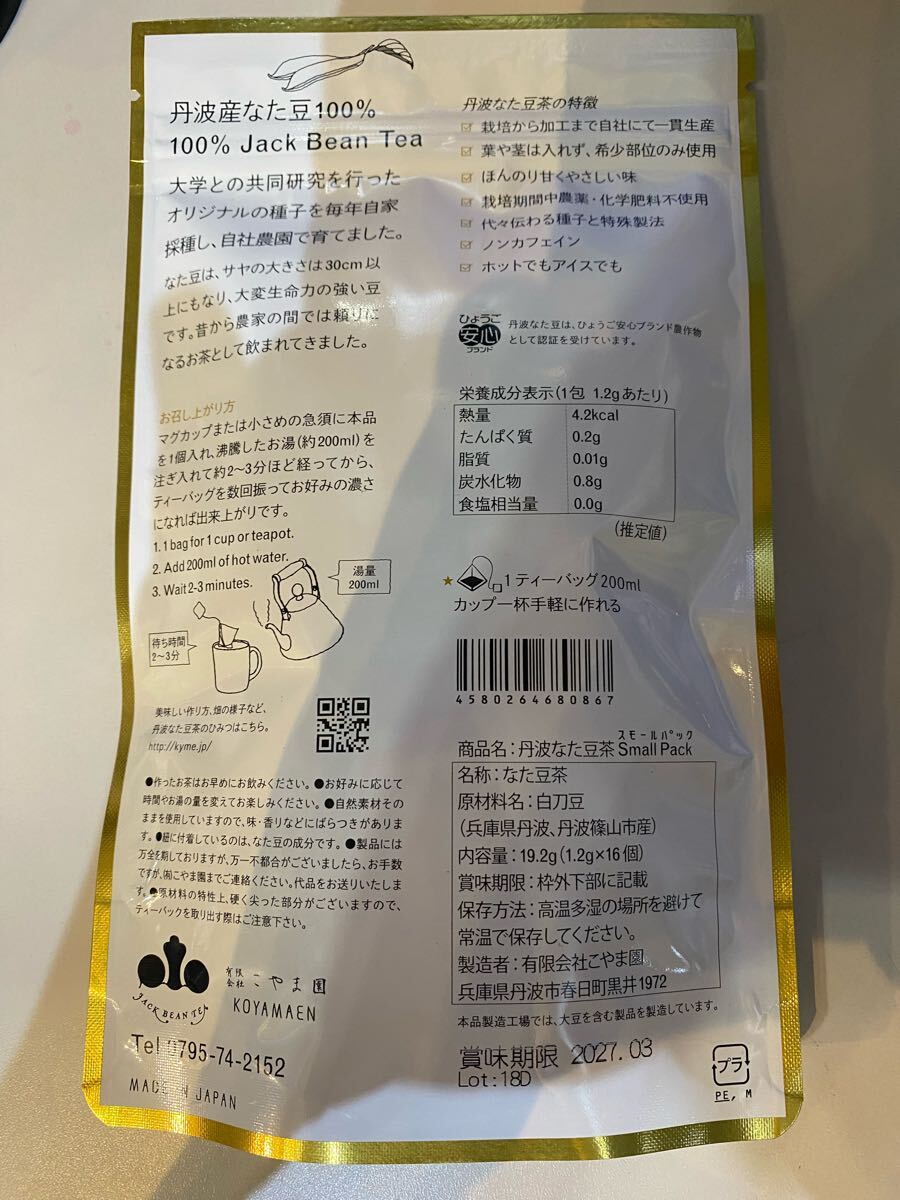 丹波産なた豆100%
100% Jack Bean Tea
大学との共同研究を行った
オリジナルの種子を毎年自家
採種し、自社農園で育てました。
なた豆は、サヤの大きさは30cm以
上にもなり、大変生命力の強い豆
です。昔から農家の間では頼りに
なるお茶として飲まれてきました。
お召し上がり方
マグカップまたは小さめの急須に本品
を1個入れ、沸騰したお湯(約200ml)を
注ぎ入れて約2〜3分ほど経ってから、
ティーバッグを数回振ってお好みの濃さ
になれば出来上がりです。
1. 1 bag for 1 cup or teapot.
2. Add 200ml of hot water.
3. Wait 2-3 minutes.
湯量
200ml
待ち時間
2〜3分
美味しい作り方、畑の様子など、
丹波なた豆茶のひみつはこちら。
http://kyme.jp/
●作ったお茶はお早めにお飲みください。●お好みに応じて
時間やお湯の量を変えてお楽しみください。●自然素材その
ままを使用していますので、味・香りなどにばらつきがありま
す。●紐に付着しているのは、なた豆の成分です。●製品には
万全を期しておりますが、万一不都合がございましたら、お手数
ですが、㈲こやま園までご連絡ください。代品をお送りいたしま
す。●原材料の特性上、硬く尖った部分がございますので、
ティーバックを取り出す際はご注意下さい。
JACK BEAN TEA
有限会社 こやま園
KOYAMAEN
Tel 0795-74-2152
MADE IN JAPAN
丹波なた豆茶の特徴
栽培から加工まで自社にて一貫生産
葉や茎は入れず、希少部位のみ使用
ほんのり甘くやさしい味
栽培期間中農薬・化学肥料不使用
代々伝わる種子と特殊製法
ノンカフェイン
ホットでもアイスでも
ひょうご
安心
ブランド
丹波なた豆は、ひょうご安心ブランド農作物
として認証を受けています。
栄養成分表示(1包 1.2gあたり)
熱量 4.2kcal
たんぱく質 0.2g
脂質 0.01g
炭水化物 0.8g
食塩相当量 0.0g
(推定値)
1ティーバッグ200ml
カップ一杯手軽に作れる
4580264680867
スモールパック
商品名:丹波なた豆茶 Small Pack
名称:なた豆茶
原材料名:白刀豆
(兵庫県丹波、丹波篠山市産)
内容量:19.2g(1.2g×16個)
賞味期限:枠外下部に記載
保存方法:高温多湿の場所を避けて
常温で保存してください。
製造者:有限会社こやま園
兵庫県丹波市春日町黒井1972
本品製造工場では、大豆を含む製品を製造しています。
賞味期限 2027.03
Lot:18D
プラ
PE, M